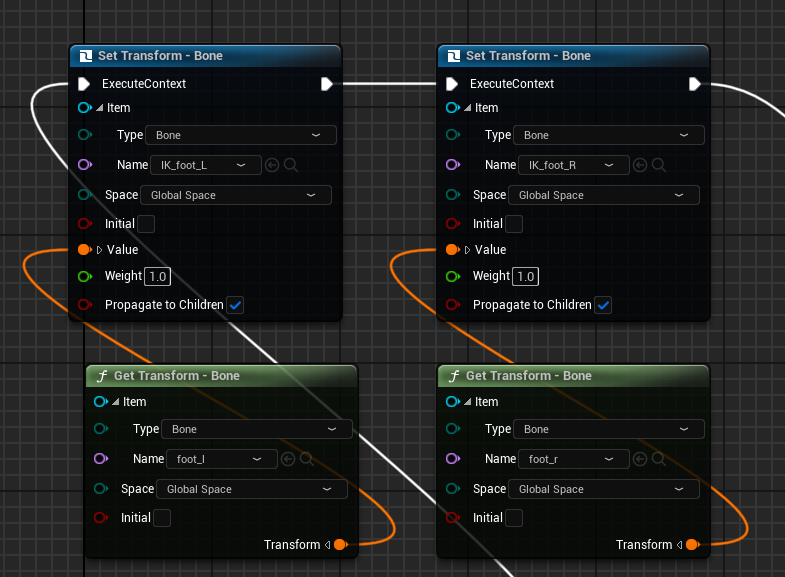 Set Transform - Bone
ExecuteContext
Item
Type Bone
Name IK_foot_L
Space Global Space
Initial
Value
Weight 1.0
Propagate to Children
Set Transform - Bone
ExecuteContext
Item
Type Bone
Name IK_foot_R
Space Global Space
Initial
Value
Weight 1.0
Propagate to Children
Get Transform - Bone
Item
Type Bone
Name foot_l
Space Global Space
Initial
Transform
Get Transform - Bone
Item
Type Bone
Name foot_r
Space Global Space
Initial
Transform